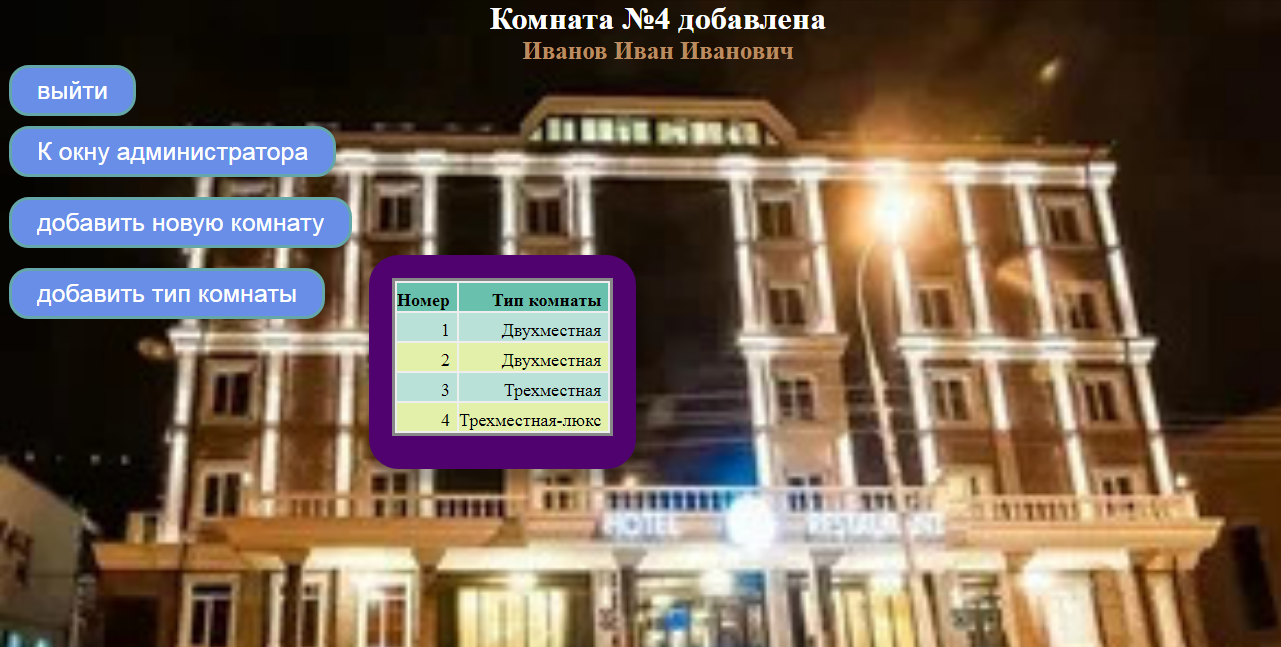 Комната №4 добавлена
Иванов Иван Иванович
выйти
К окну администратора
добавить новую комнату
добавить тип комнаты
Номер Тип комнаты
1 Двухместная
2 Двухместная
3 Трехместная
4 Трехместная-люкс
HOTEL